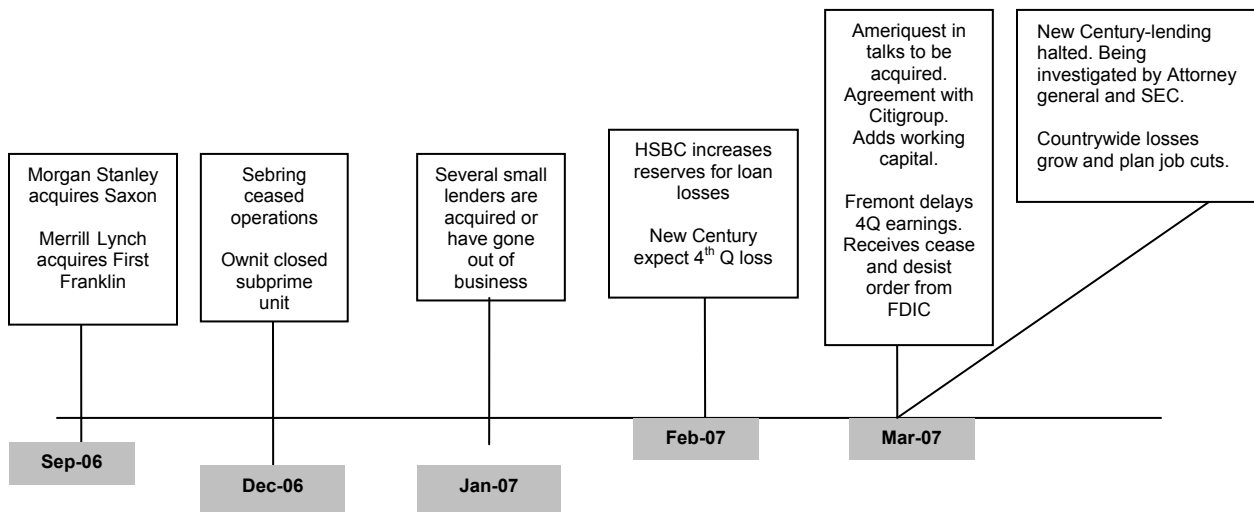 Morgan Stanley
acquires Saxon
Merrill Lynch
acquires First
Franklin
Sebring
ceased
operations
Ownit closed
subprime
unit
Several small
lenders are
acquired or
have gone
out of
business
HSBC increases
reserves for loan
losses
New Century
expect 4th Q loss
Ameriquest in
talks to be
acquired.
Agreement with
Citigroup.
Adds working
capital.
Fremont delays
4Q earnings.
Receives cease
and desist
order from
FDIC
New Century-lending
halted. Being
investigated by Attorney
general and SEC.
Countrywide losses
grow and plan job cuts.
Sep-06
Dec-06
Jan-07
Feb-07
Mar-07